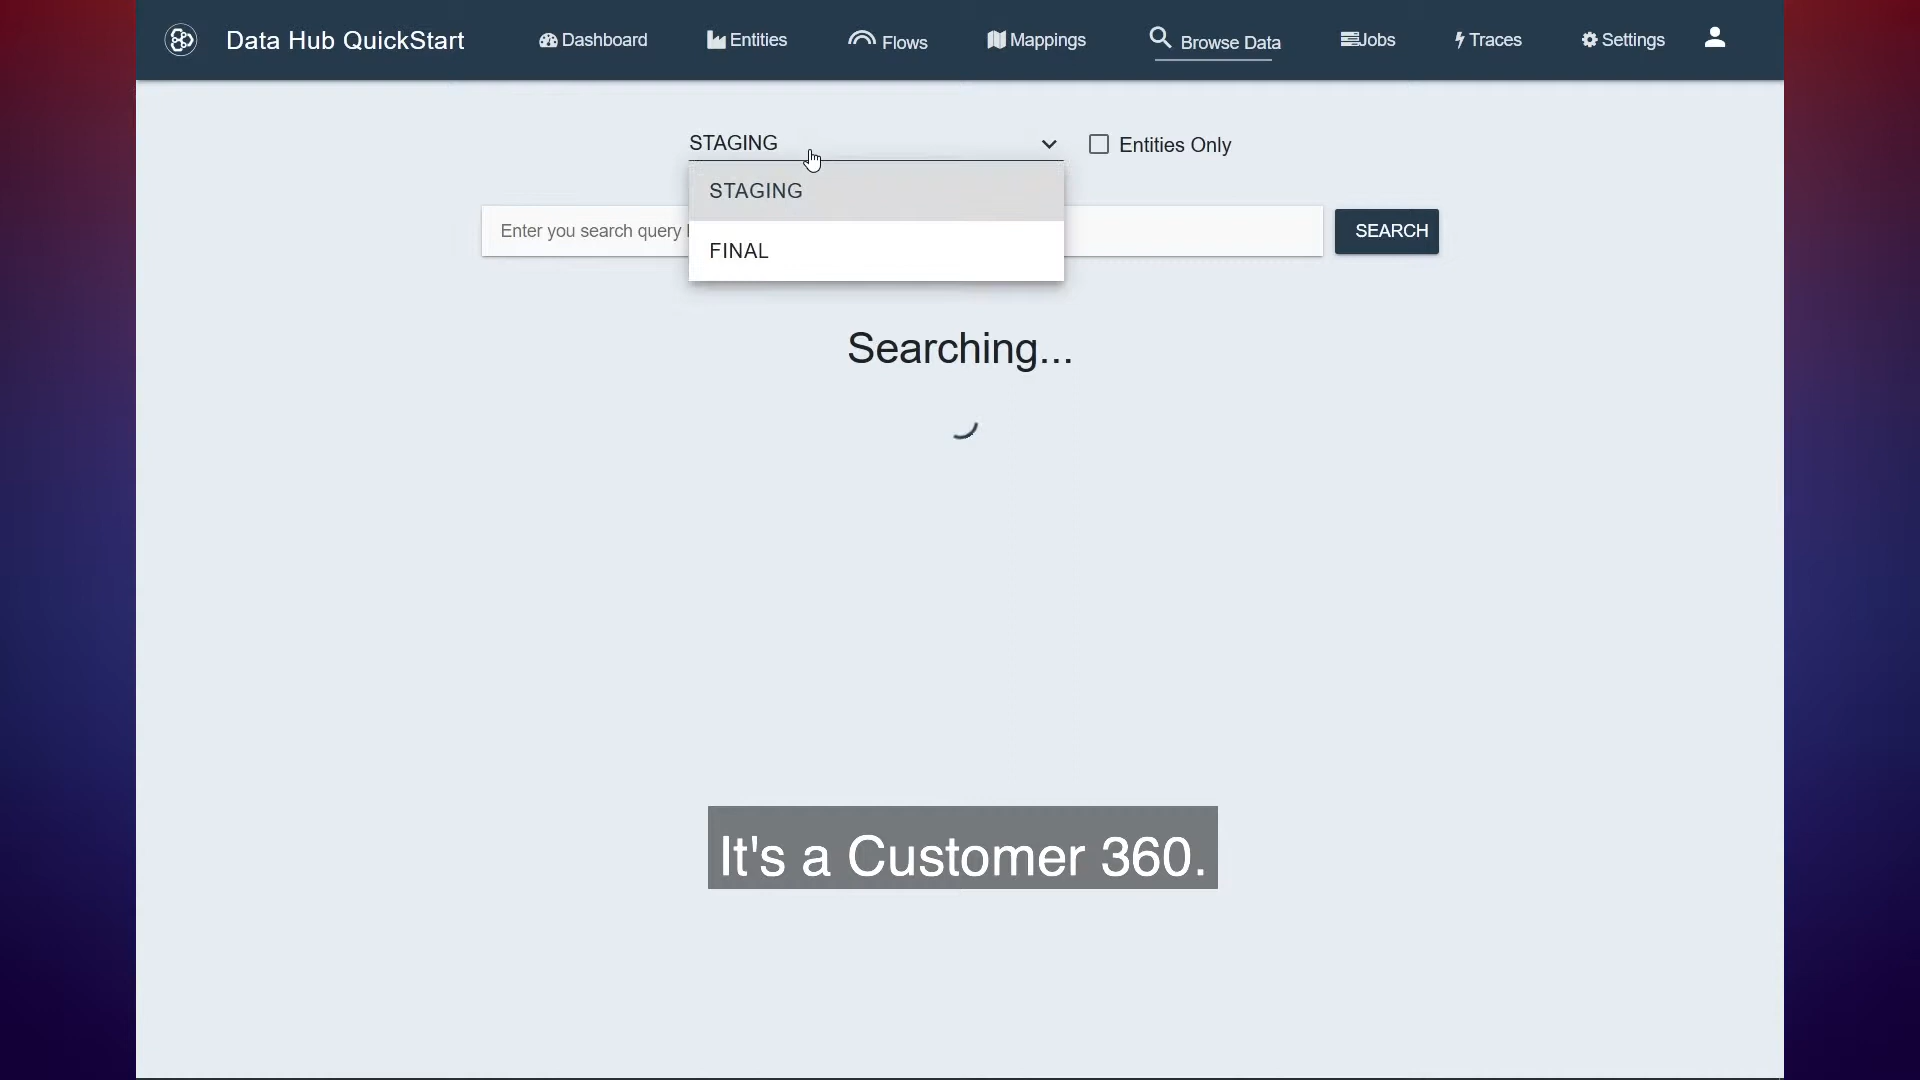 Data Hub QuickStart
Dashboard
Entities
Flows
Mappings
Browse Data
Jobs
Traces
Settings
STAGING
Entities Only
STAGING
Enter you search query
SEARCH
FINAL
Searching...
It's a Customer 360.